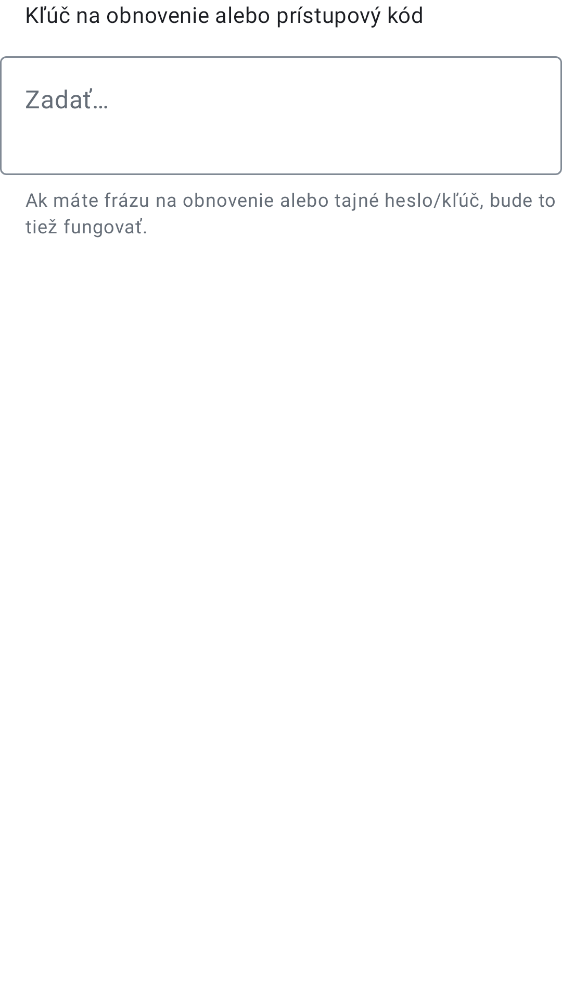 Kľúč na obnovenie alebo prístupový kód
Zadať…
Ak máte frázu na obnovenie alebo tajné heslo/kľúč, bude to
tiež fungovať.